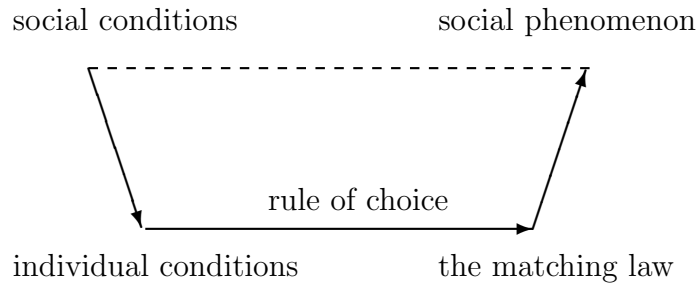 social conditions
social phenomenon
rule of choice
individual conditions
the matching law